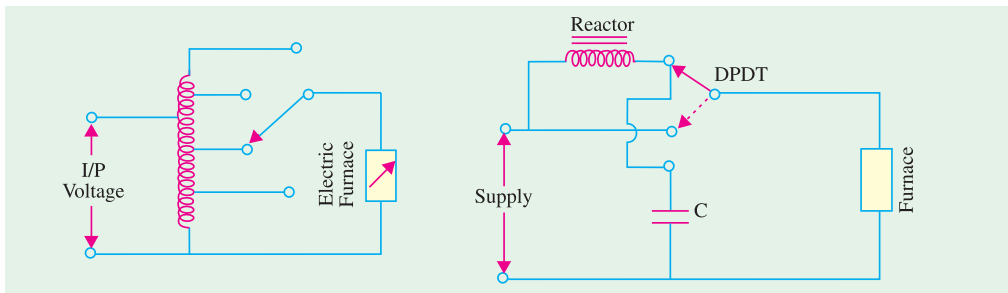 I/P
Voltage
Electric
Furnace
Reactor
DPDT
Supply
C
Furnace